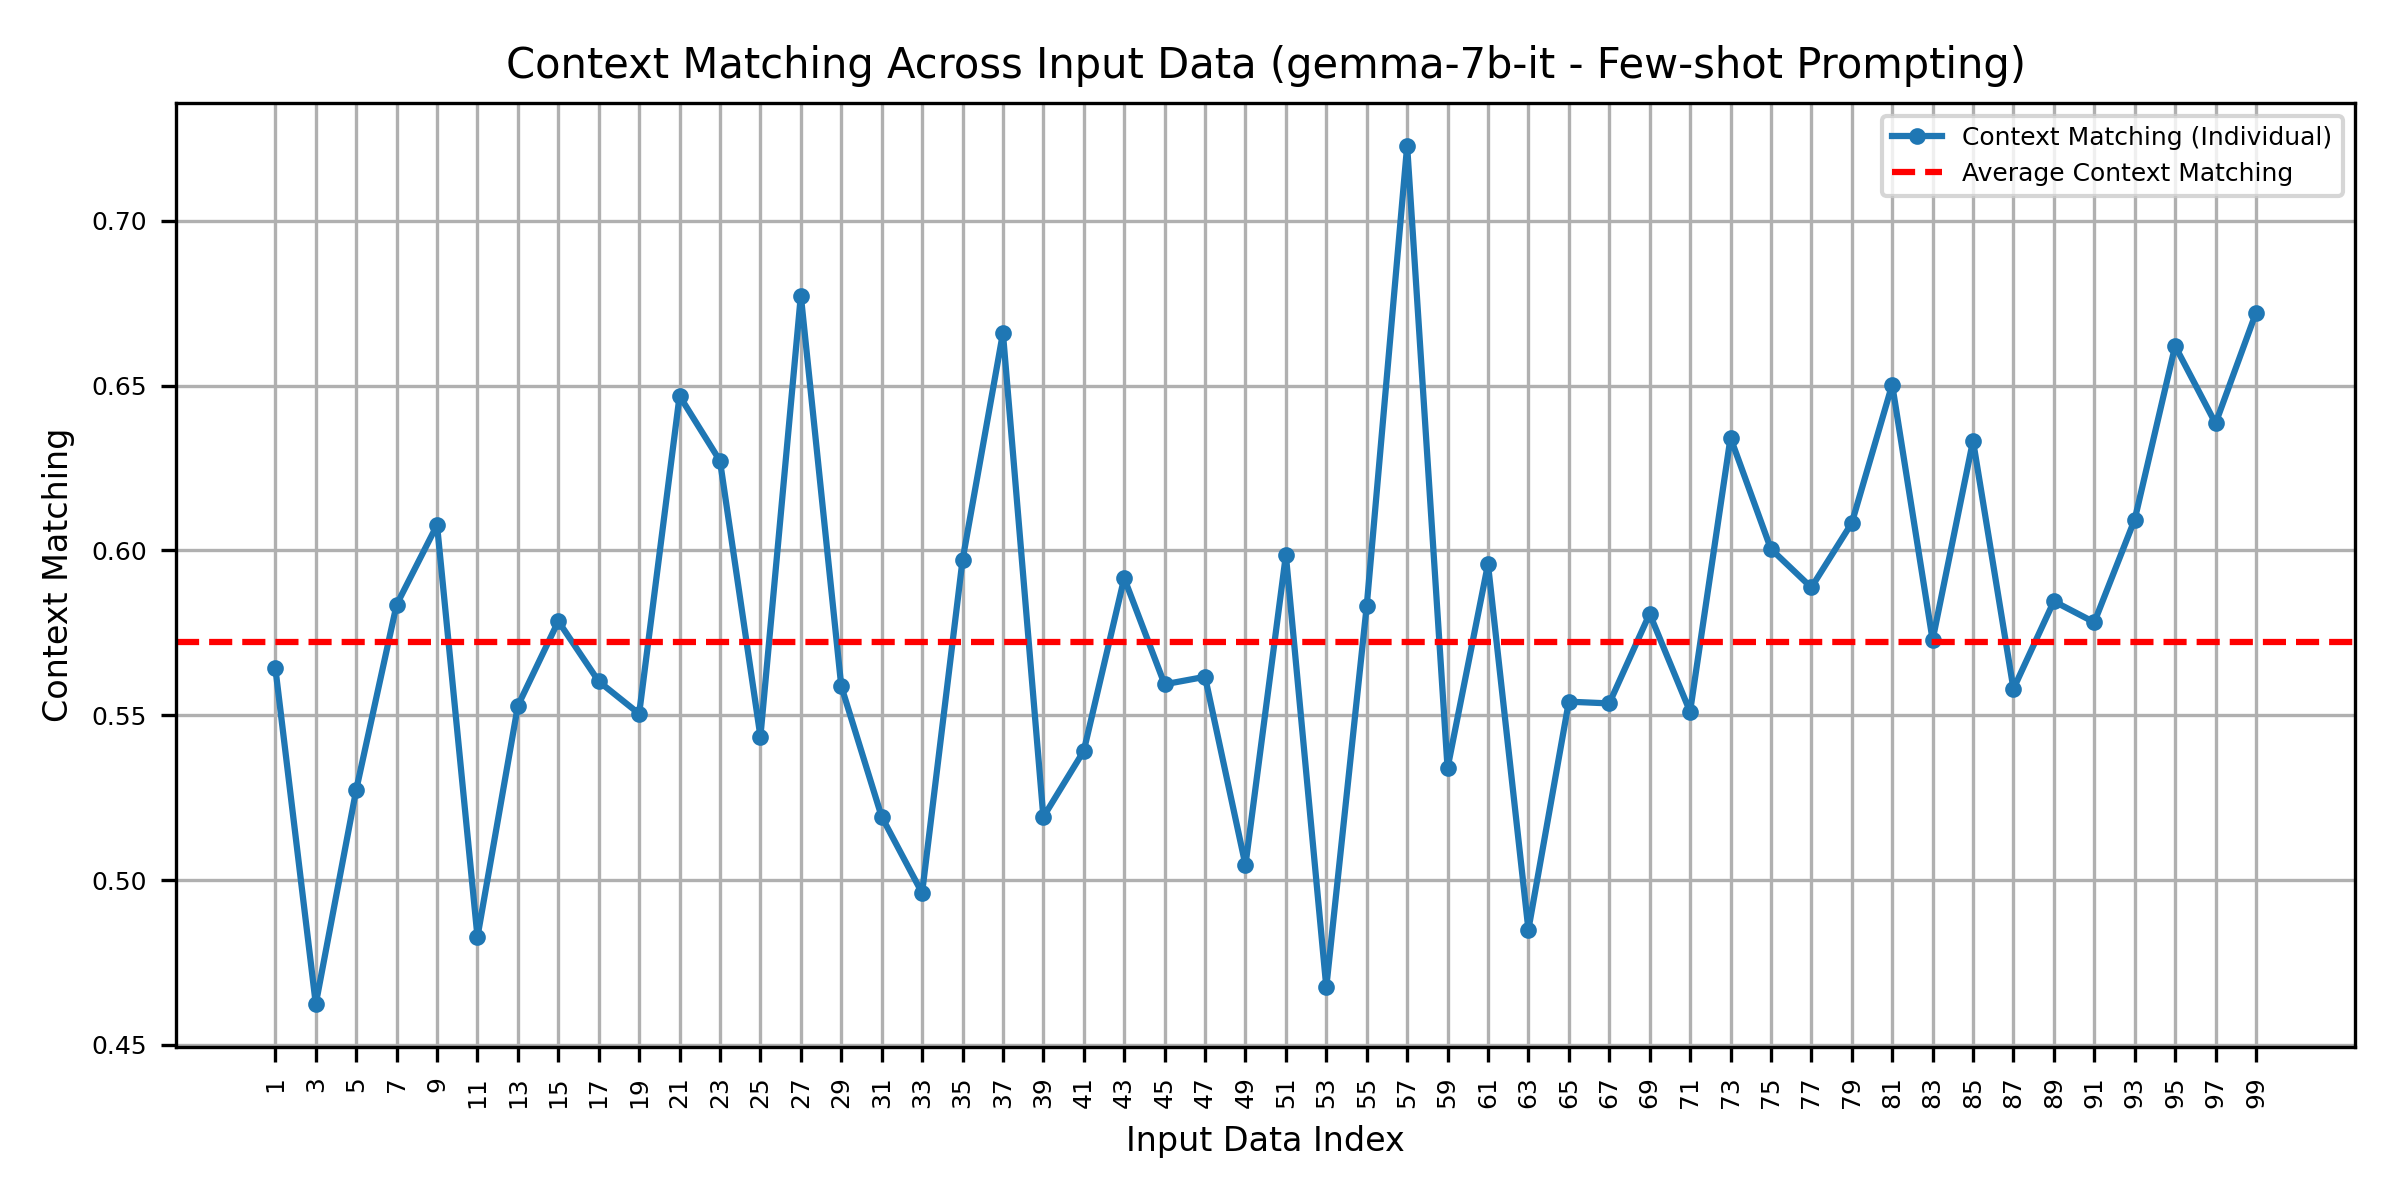 Context Matching Across Input Data (gemma-7b-it - Few-shot Prompting)
Context Matching (Individual)
Average Context Matching
Context Matching
0.70
0.65
0.60
0.55
0.50
0.45
1 3 5 7 9 11 13 15 17 19 21 23 25 27 29 31 33 35 37 39 41 43 45 47 49 51 53 55 57 59 61 63 65 67 69 71 73 75 77 79 81 83 85 87 89 91 93 95 97 99
Input Data Index